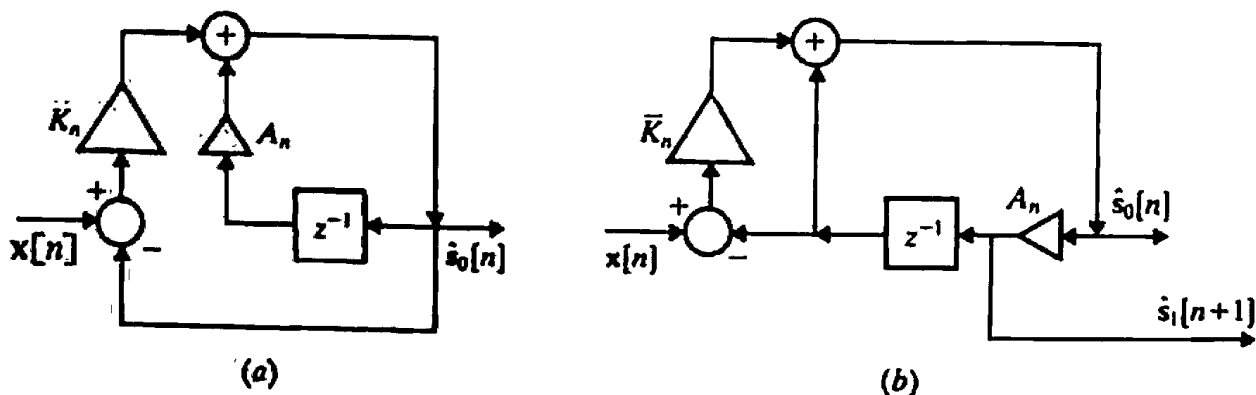 +
K̈ₙ
Aₙ
+
z⁻¹
x[n]
−
ŝ₀[n]
(a)
+
K̄ₙ
Aₙ
ŝ₀[n]
+
z⁻¹
x[n]
−
ŝ₁[n+1]
(b)